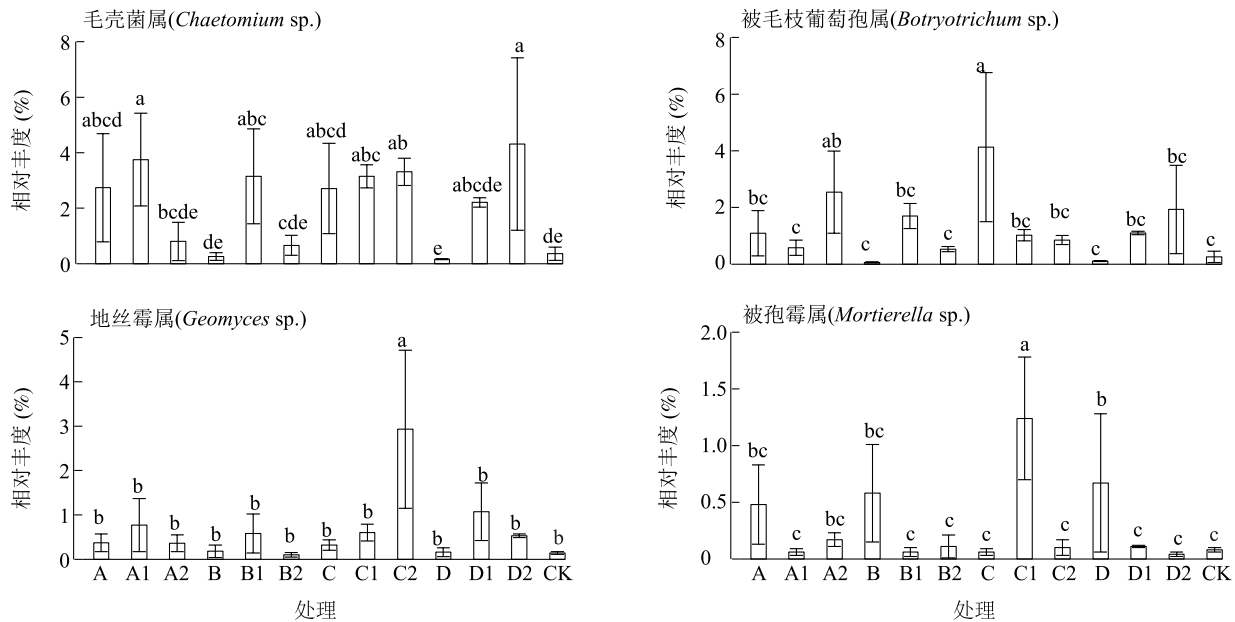 毛壳菌属(Chaetomium sp.)
相对丰度 (%)
8
6
4
2
0
abcd a bcde de abc cde abcd abc ab e abcde a de
被毛枝葡萄孢属(Botryotrichum sp.)
相对丰度 (%)
8
6
4
2
0
bc c ab c bc c a bc bc c bc bc c
地丝霉属(Geomyces sp.)
相对丰度 (%)
5
4
3
2
1
0
b b b b b b b b a b b b b
A A1 A2 B B1 B2 C C1 C2 D D1 D2 CK
处理
被孢霉属(Mortierella sp.)
相对丰度 (%)
2.0
1.5
1.0
0.5
0
bc c bc bc c c c a c b c c c
A A1 A2 B B1 B2 C C1 C2 D D1 D2 CK
处理